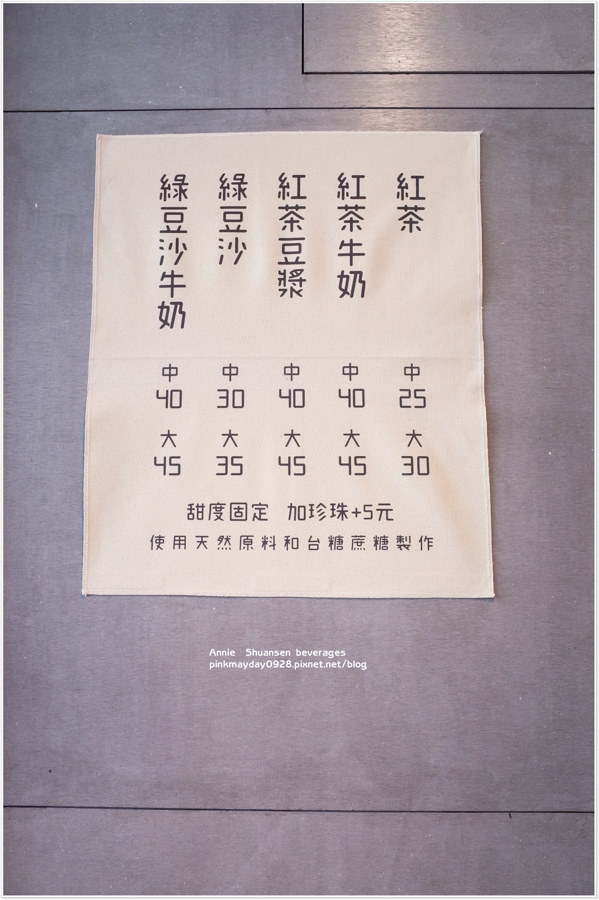 紅茶
紅茶牛奶
紅茶豆漿
綠豆沙
綠豆沙牛奶
中 中 中 中 中
40 30 40 40 25
大 大 大 大 大
45 35 45 45 30
甜度固定 加珍珠+5元
使用天然原料和台糖蔗糖製作
Annie Shuansen beverages
pinkmayday0928.pixnet.net/blog